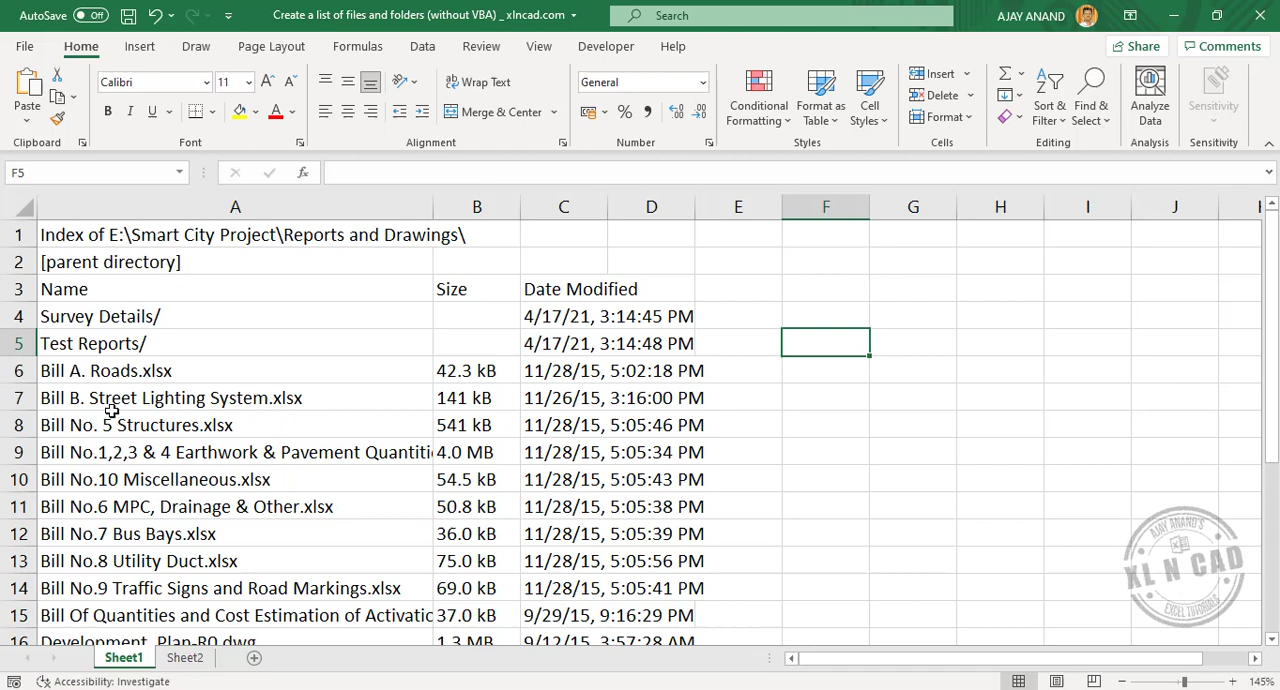 AutoSave Off Create a list of files and folders (without VBA) _ xlncad.com Search AJAY ANAND
File Home Insert Draw Page Layout Formulas Data Review View Developer Help Share Comments
Calibri 11 Wrap Text General Insert
Paste Conditional Format as Cell Delete Sort & Find & Analyze Sensitivity
B I U Merge & Center Formatting Table Styles Format Filter Select Data
Clipboard Font Alignment Number Styles Cells Editing Analysis Sensitivity
F5 fx
A B C D E F G H I J
1 Index of E:\Smart City Project\Reports and Drawings\
2 [parent directory]
3 Name Size Date Modified
4 Survey Details/ 4/17/21, 3:14:45 PM
5 Test Reports/ 4/17/21, 3:14:48 PM
6 Bill A. Roads.xlsx 42.3 kB 11/28/15, 5:02:18 PM
7 Bill B. Street Lighting System.xlsx 141 kB 11/26/15, 3:16:00 PM
8 Bill No. 5 Structures.xlsx 541 kB 11/28/15, 5:05:46 PM
9 Bill No.1,2,3 & 4 Earthwork & Pavement Quantiti 4.0 MB 11/28/15, 5:05:34 PM
10 Bill No.10 Miscellaneous.xlsx 54.5 kB 11/28/15, 5:05:43 PM
11 Bill No.6 MPC, Drainage & Other.xlsx 50.8 kB 11/28/15, 5:05:38 PM
12 Bill No.7 Bus Bays.xlsx 36.0 kB 11/28/15, 5:05:39 PM
13 Bill No.8 Utility Duct.xlsx 75.0 kB 11/28/15, 5:05:56 PM
14 Bill No.9 Traffic Signs and Road Markings.xlsx 69.0 kB 11/28/15, 5:05:41 PM
15 Bill Of Quantities and Cost Estimation of Activatio 37.0 kB 9/29/15, 9:16:29 PM
16 Development_Plan-R0.dwg 1.3 MB 9/12/15, 3:57:28 AM
AJAY ANAND'S
XL N CAD
EXCEL TUTORIALS
Sheet1 Sheet2
Accessibility: Investigate 145%